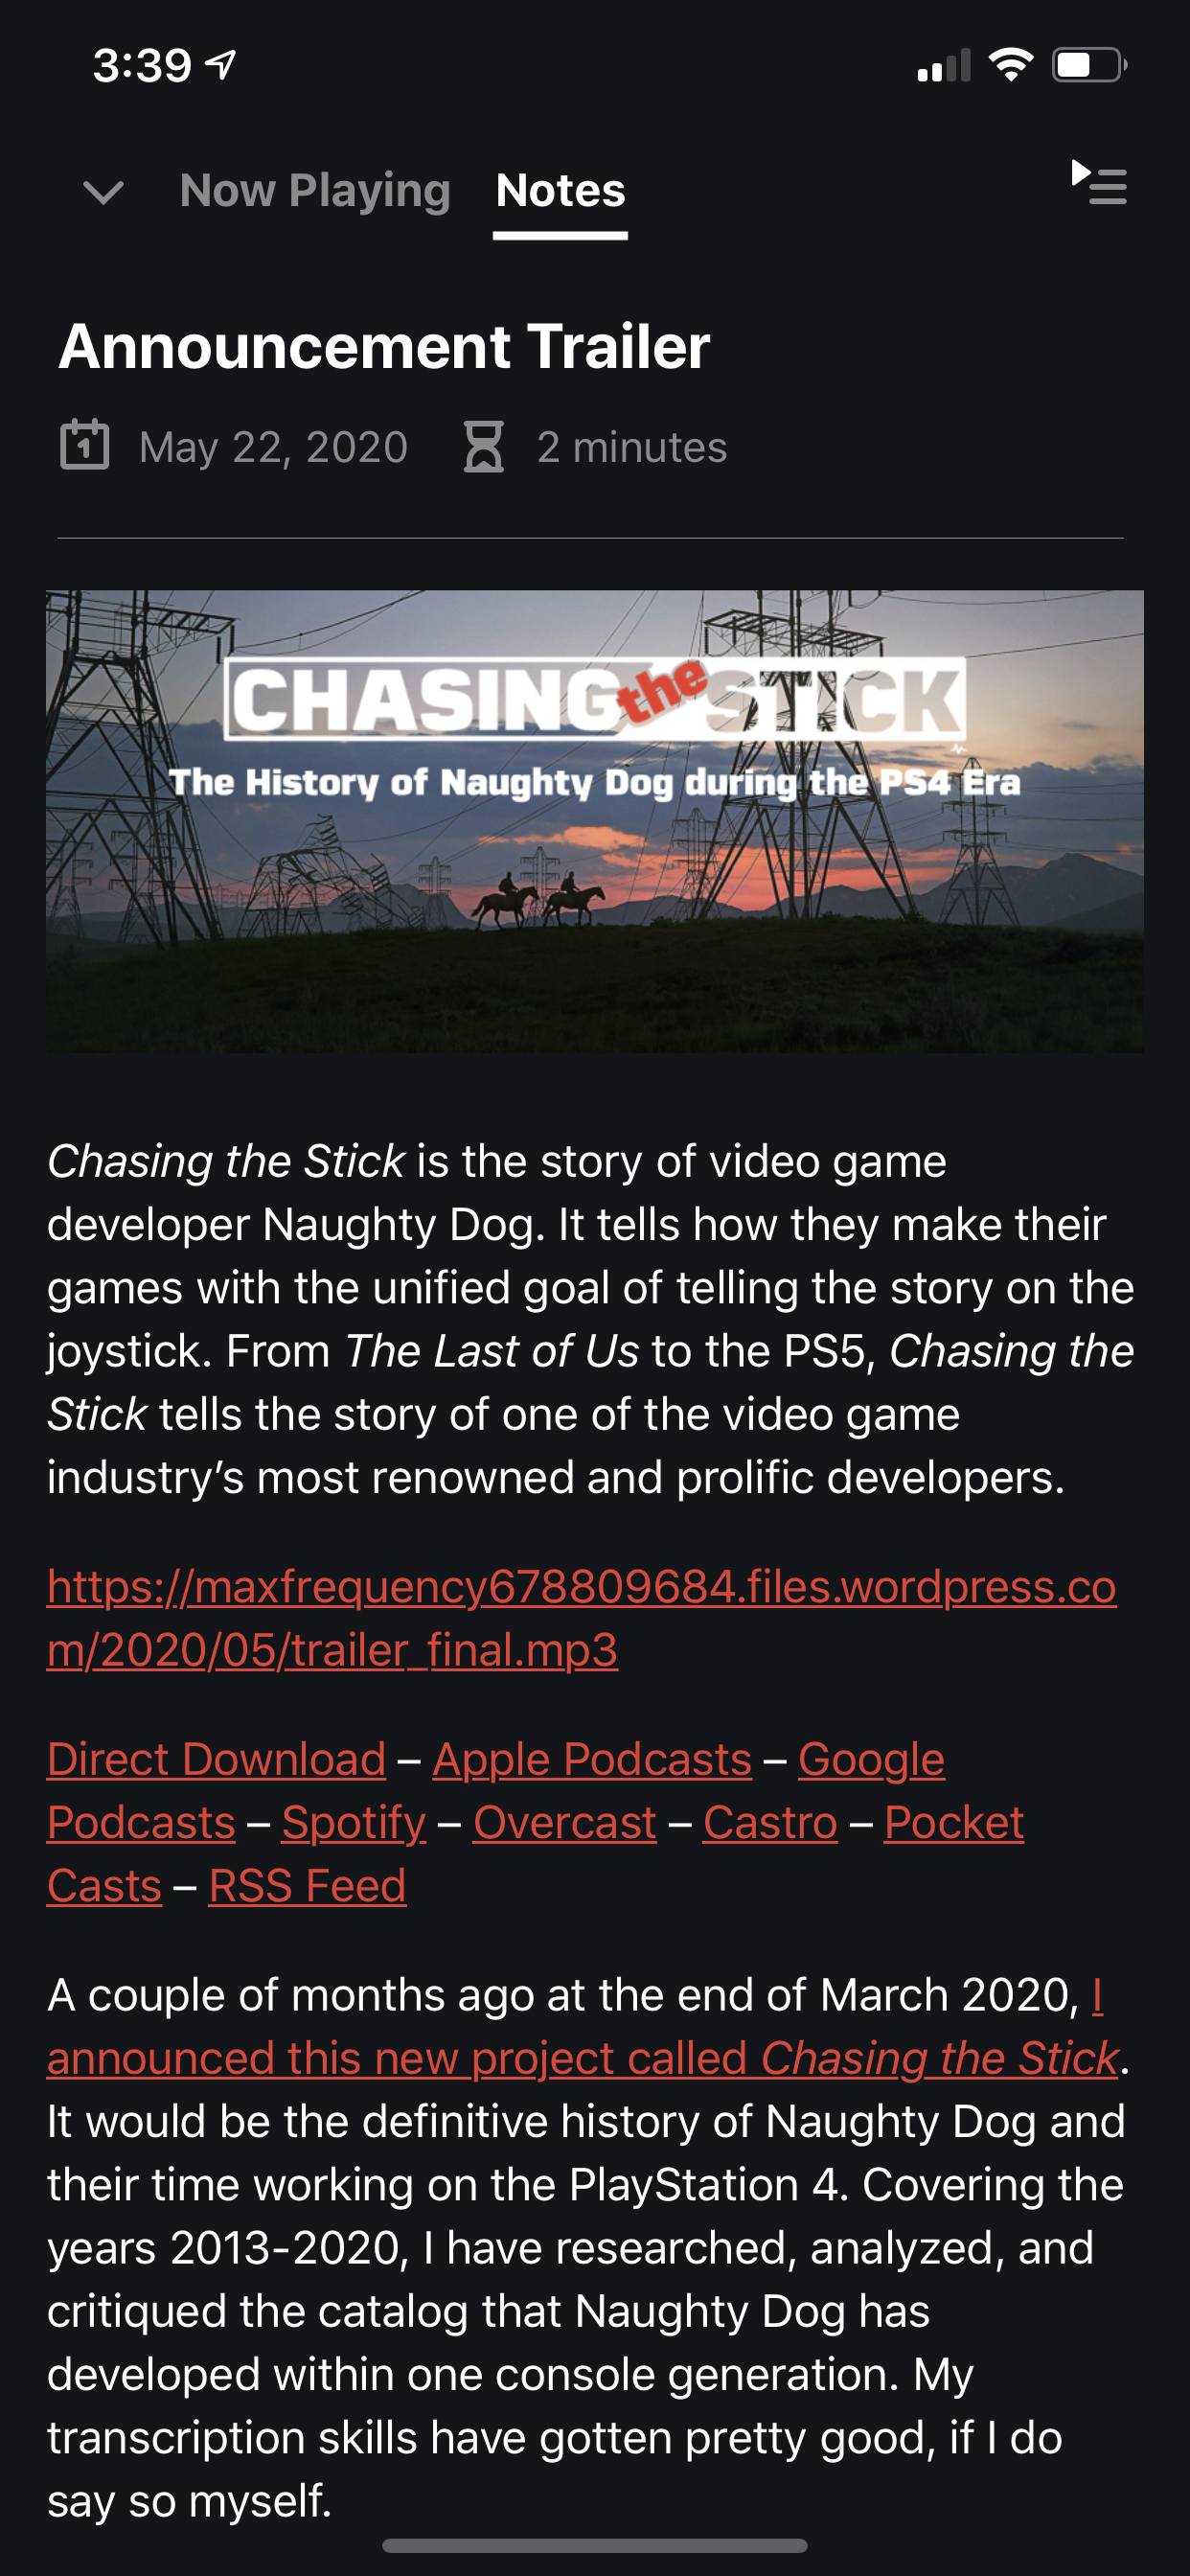 3:39
Now Playing Notes
Announcement Trailer
1 May 22, 2020 2 minutes
CHASING the STICK
The History of Naughty Dog during the PS4 Era
Chasing the Stick is the story of video game
developer Naughty Dog. It tells how they make their
games with the unified goal of telling the story on the
joystick. From The Last of Us to the PS5, Chasing the
Stick tells the story of one of the video game
industry’s most renowned and prolific developers.
https://maxfrequency678809684.files.wordpress.co
m/2020/05/trailer_final.mp3
Direct Download – Apple Podcasts – Google
Podcasts – Spotify – Overcast – Castro – Pocket
Casts – RSS Feed
A couple of months ago at the end of March 2020, I
announced this new project called Chasing the Stick.
It would be the definitive history of Naughty Dog and
their time working on the PlayStation 4. Covering the
years 2013-2020, I have researched, analyzed, and
critiqued the catalog that Naughty Dog has
developed within one console generation. My
transcription skills have gotten pretty good, if I do
say so myself.